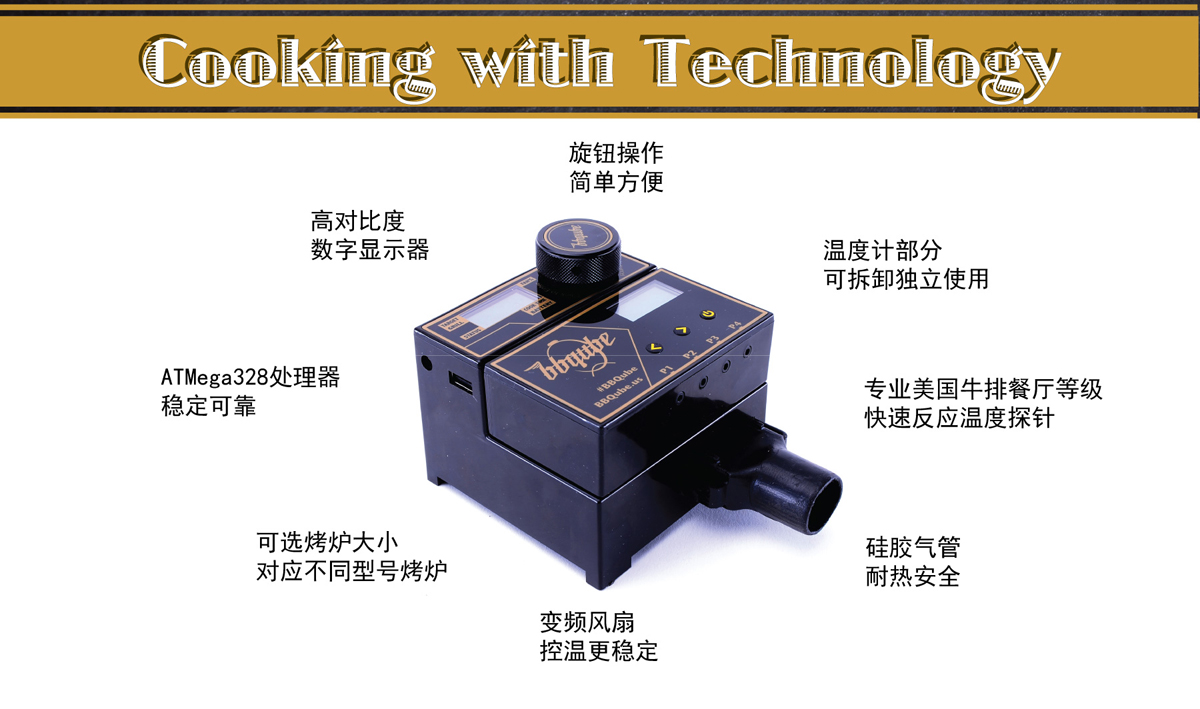 Cooking with Technology
旋钮操作
简单方便
高对比度
数字显示器
温度计部分
可拆卸独立使用
ATMega328处理器
稳定可靠
专业美国牛排餐厅等级
快速反应温度探针
bbqube
bbqube
#BBQube
BBQube.us
P1
P2
P3
P4
可选烤炉大小
对应不同型号烤炉
硅胶气管
耐热安全
变频风扇
控温更稳定